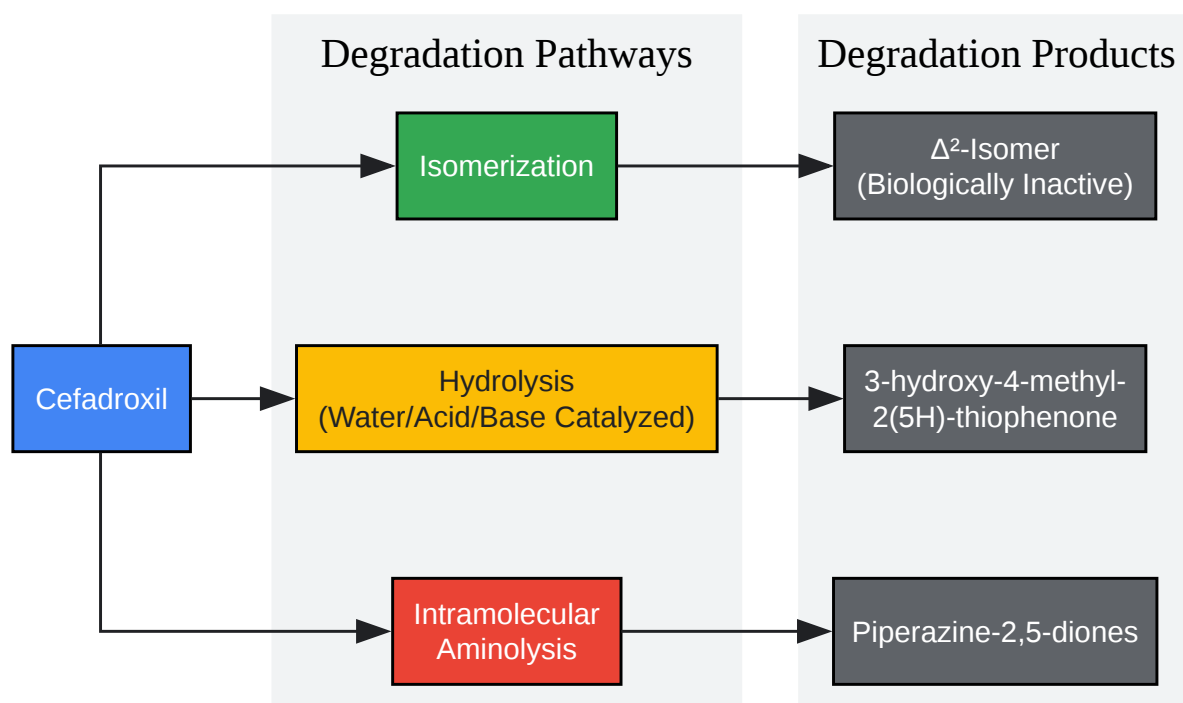 Degradation Pathways
Degradation Products
Isomerization
Δ²-Isomer
(Biologically Inactive)
Cefadroxil
Hydrolysis
(Water/Acid/Base Catalyzed)
3-hydroxy-4-methyl-
2(5H)-thiophenone
Intramolecular
Aminolysis
Piperazine-2,5-diones